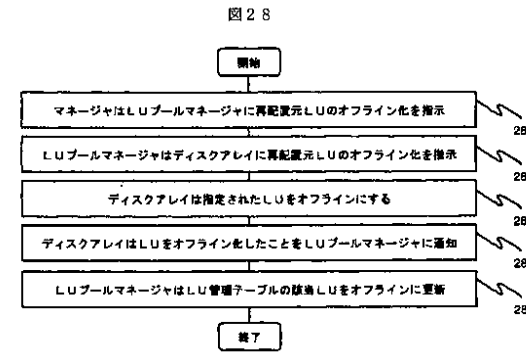 図28
開始
マネージャはLUプールマネージャに再配置元LUのオフライン化を指示
28
LUプールマネージャはディスクアレイに再配置元LUのオフライン化を指示
28
ディスクアレイは指定されたLUをオフラインにする
28
ディスクアレイはLUをオフライン化したことをLUプールマネージャに通知
28
LUプールマネージャはLU管理テーブルの該当LUをオフラインに更新
28
終了